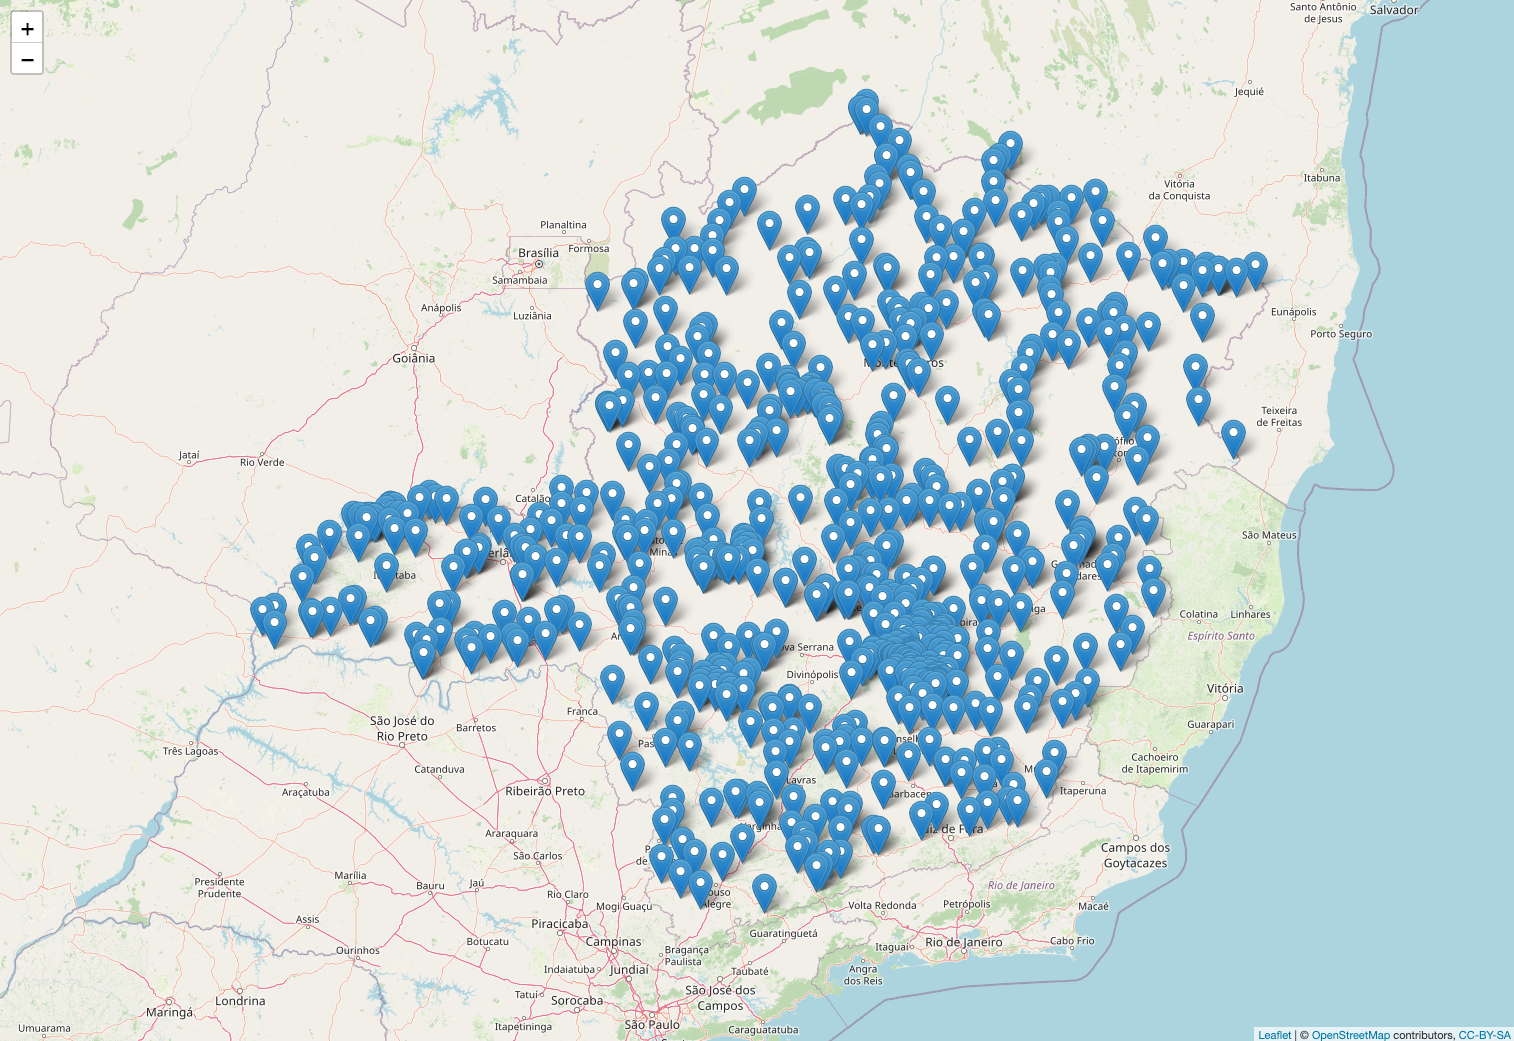 +
−
Santo Antônio
de Jesus
Salvador
Jequié
Itabuna
Vitória
da Conquista
Planaltina
Brasília
Formosa
Samambaia
Anápolis
Luziânia
Eunápolis
Porto Seguro
Goiânia
Teixeira
de Freitas
Jataí
Rio Verde
Catalão
São Mateus
Colatina
Linhares
Espírito Santo
ova Serrana
Divinópolis
Vitória
Guarapari
Franca
São José do
Rio Preto
Barretos
Três Lagoas
Cachoeiro
de Itapemirim
Catanduva
Lavras
Araçatuba
Ribeirão Preto
Itaperuna
Araraquara
São Carlos
Campos dos
Goytacazes
Presidente
Prudente
Marília
Bauru
Jaú
Rio Claro
Mogi Guaçu
Alegre
Rio de Janeiro
Volta Redonda
Petrópolis
Macaé
Assis
Piracicaba
Guaratinguetá
Ourinhos
Botucatu
Campinas
Bragança
Paulista
Itaguaí
Rio de Janeiro
Cabo Frio
Indaiatuba
Jundiaí
Taubaté
Angra
dos Reis
Londrina
Maringá
Tatuí
Sorocaba
São José dos
Campos
Umuarama
Itapetininga
São Paulo
Caraguatatuba
Leaflet | © OpenStreetMap contributors, CC-BY-SA